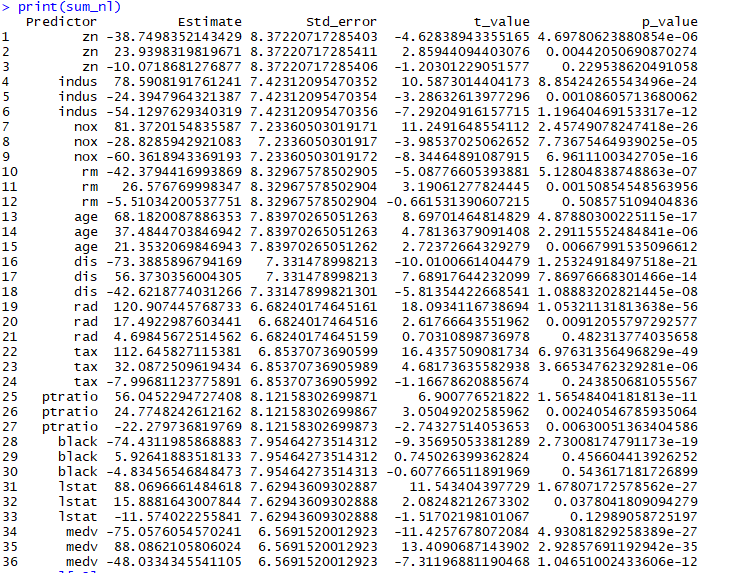 > print(sum_nl)
Predictor Estimate Std_error t_value p_value
1 zn -38.7498352143429 8.37220717285403 -4.62838943355165 4.69780623880854e-06
2 zn 23.9398319819671 8.37220717285411 2.85944094403076 0.00442050690870274
3 zn -10.0718681276877 8.37220717285406 -1.20301229051577 0.229538620491058
4 indus 78.5908191761241 7.42312095470352 10.5873014404173 8.85424265543496e-24
5 indus -24.3947964321387 7.42312095470354 -3.28632613977296 0.00108605713680062
6 indus -54.1297629340319 7.42312095470356 -7.29204916157715 1.19640469153317e-12
7 nox 81.3720154835587 7.23360503019171 11.2491648554112 2.45749078247418e-26
8 nox -28.8285942921083 7.2336050301917 -3.98537025062652 7.73675464939025e-05
9 nox -60.3618943369193 7.23360503019172 -8.34464891087915 6.96111100342705e-16
10 rm -42.3794416993869 8.32967578502905 -5.08776605393881 5.12804838748863e-07
11 rm 26.576769998347 8.32967578502904 3.19061277824445 0.00150854548563956
12 rm -5.51034200537751 8.32967578502904 -0.661531390607215 0.508575109404836
13 age 68.1820087886353 7.83970265051263 8.69701464814829 4.87880300225115e-17
14 age 37.4844703846942 7.83970265051263 4.78136379091408 2.29115552484841e-06
15 age 21.3532069846943 7.83970265051262 2.72372664329279 0.00667991535096612
16 dis -73.3885896794169 7.331478998213 -10.0100661404479 1.25324918497518e-21
17 dis 56.3730356004305 7.331478998213 7.68917644232099 7.86976668301466e-14
18 dis -42.6218774031266 7.33147899821301 -5.81354422668541 1.08883202821445e-08
19 rad 120.907445768733 6.68240174645161 18.0934116738694 1.05321131813638e-56
20 rad 17.4922987603441 6.6824017464516 2.61766643551962 0.00912055797292577
21 rad 4.69845672514562 6.68240174645159 0.70310898736978 0.482313774035658
22 tax 112.645827115381 6.8537073690599 16.4357509081734 6.97631356496829e-49
23 tax 32.0872509619434 6.85370736905989 4.68173635582938 3.66534762329281e-06
24 tax -7.99681123775891 6.85370736905992 -1.16678620885674 0.243850681055567
25 ptratio 56.0452294727408 8.12158302699871 6.900776521822 1.56548404181813e-11
26 ptratio 24.7748242612162 8.12158302699867 3.05049202585962 0.00240546785935064
27 ptratio -22.279736819769 8.12158302699873 -2.74327514053653 0.00630051363404586
28 black -74.4311985868883 7.95464273514312 -9.35695053381289 2.73008174791173e-19
29 black 5.92641883518133 7.95464273514312 0.745026399362824 0.456604413926252
30 black -4.83456546848473 7.95464273514313 -0.607766511891969 0.543617181726899
31 lstat 88.0696661484618 7.62943609302887 11.543404397729 1.67807172578562e-27
32 lstat 15.8881643007844 7.62943609302888 2.08248212673302 0.0378041809094279
33 lstat -11.574022255841 7.62943609302888 -1.51702198101067 0.12989058725197
34 medv -75.0576054570241 6.5691520012923 -11.4257678072084 4.93081829258389e-27
35 medv 88.0862105806024 6.5691520012923 13.4090687143902 2.92857691192942e-35
36 medv -48.0334345541105 6.5691520012923 -7.31196881190468 1.04651002433606e-12